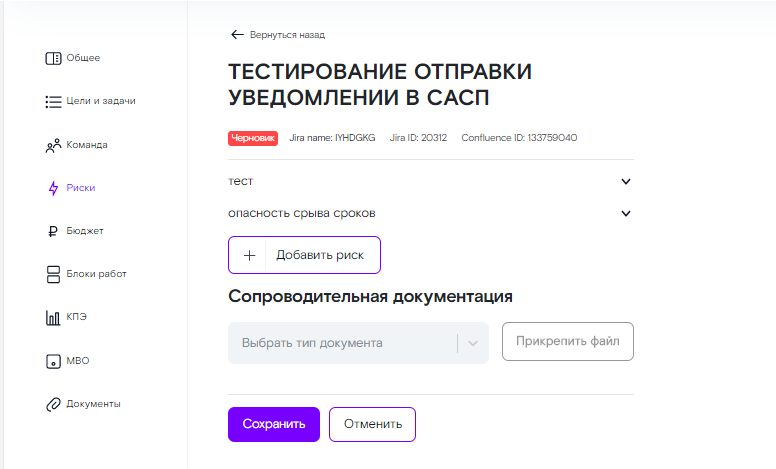 Вернуться назад
Общее
ТЕСТИРОВАНИЕ ОТПРАВКИ
УВЕДОМЛЕНИИ В САСП
Цели и задачи
Черновик Jira name: IYHDGKG Jira ID: 20312 Confluence ID: 133759040
Команда
Риски
тест
опасность срыва сроков
Бюджет
Добавить риск
Блоки работ
Сопроводительная документация
КПЭ
Выбрать тип документа Прикрепить файл
МВО
Документы
Сохранить Отменить